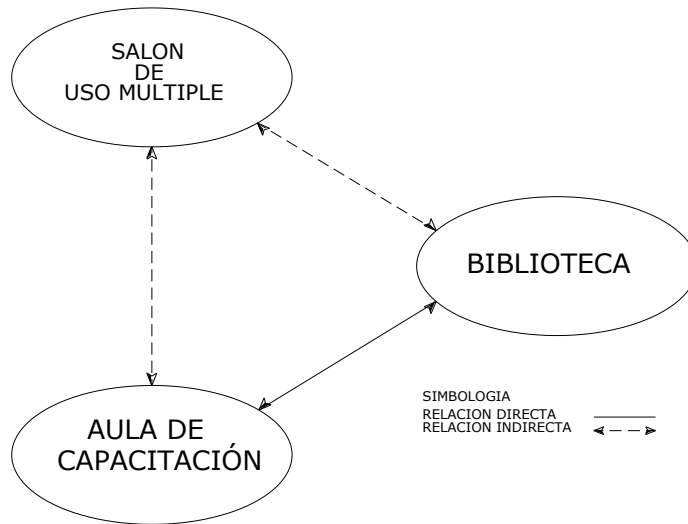 SALON
DE
USO MULTIPLE
BIBLIOTECA
AULA DE
CAPACITACIÓN
SIMBOLOGIA
RELACION DIRECTA
RELACION INDIRECTA